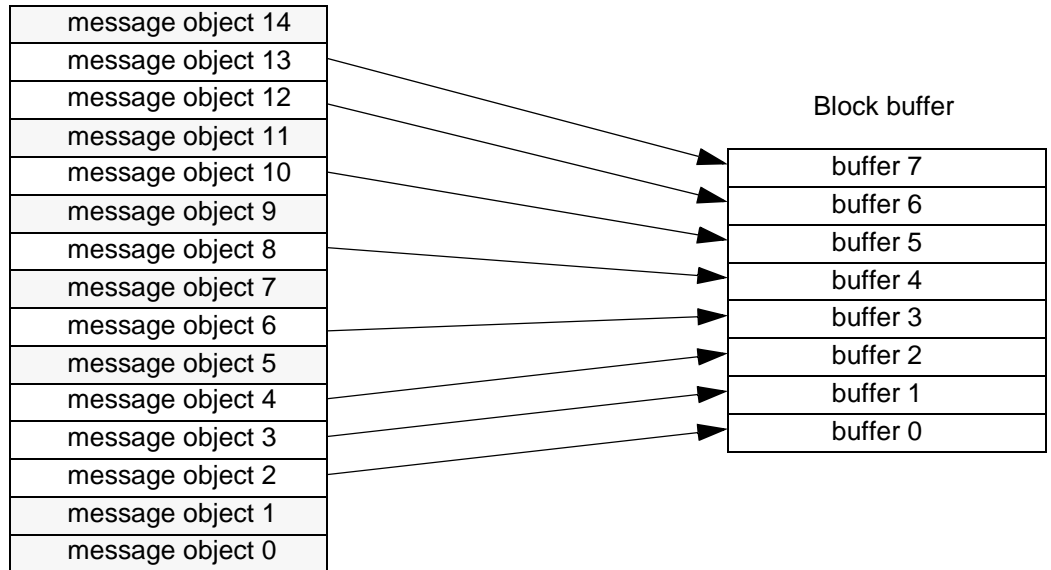 message object 14
message object 13
message object 12
message object 11
message object 10
message object 9
message object 8
message object 7
message object 6
message object 5
message object 4
message object 3
message object 2
message object 1
message object 0
Block buffer
buffer 7
buffer 6
buffer 5
buffer 4
buffer 3
buffer 2
buffer 1
buffer 0